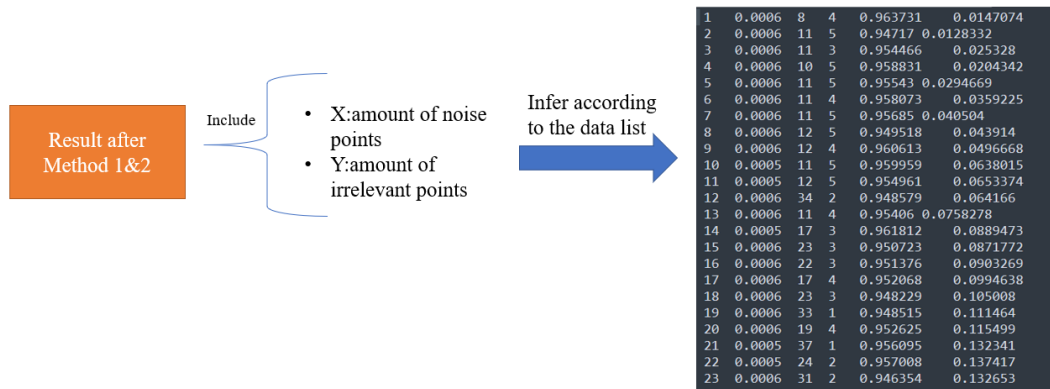 Result after
Method 1&2
Include
• X:amount of noise
points
• Y:amount of
irrelevant points
Infer according
to the data list
1 0.0006 8 4 0.963731 0.0147074
2 0.0006 11 5 0.94717 0.0128332
3 0.0006 11 3 0.954466 0.025328
4 0.0006 10 5 0.958831 0.0204342
5 0.0006 11 5 0.95543 0.0294669
6 0.0006 11 4 0.958073 0.0359225
7 0.0006 11 5 0.95685 0.040504
8 0.0006 12 5 0.949518 0.043914
9 0.0006 12 4 0.960613 0.0496668
10 0.0005 11 5 0.959959 0.0638015
11 0.0005 12 5 0.954961 0.0653374
12 0.0006 34 2 0.948579 0.064166
13 0.0006 11 4 0.95406 0.0758278
14 0.0005 17 3 0.961812 0.0889473
15 0.0006 23 3 0.950723 0.0871772
16 0.0006 22 3 0.951376 0.0903269
17 0.0006 17 4 0.952068 0.0994638
18 0.0006 23 3 0.948229 0.105008
19 0.0006 33 1 0.948515 0.111464
20 0.0006 19 4 0.952625 0.115499
21 0.0005 37 1 0.956095 0.132341
22 0.0005 24 2 0.957008 0.137417
23 0.0006 31 2 0.946354 0.132653